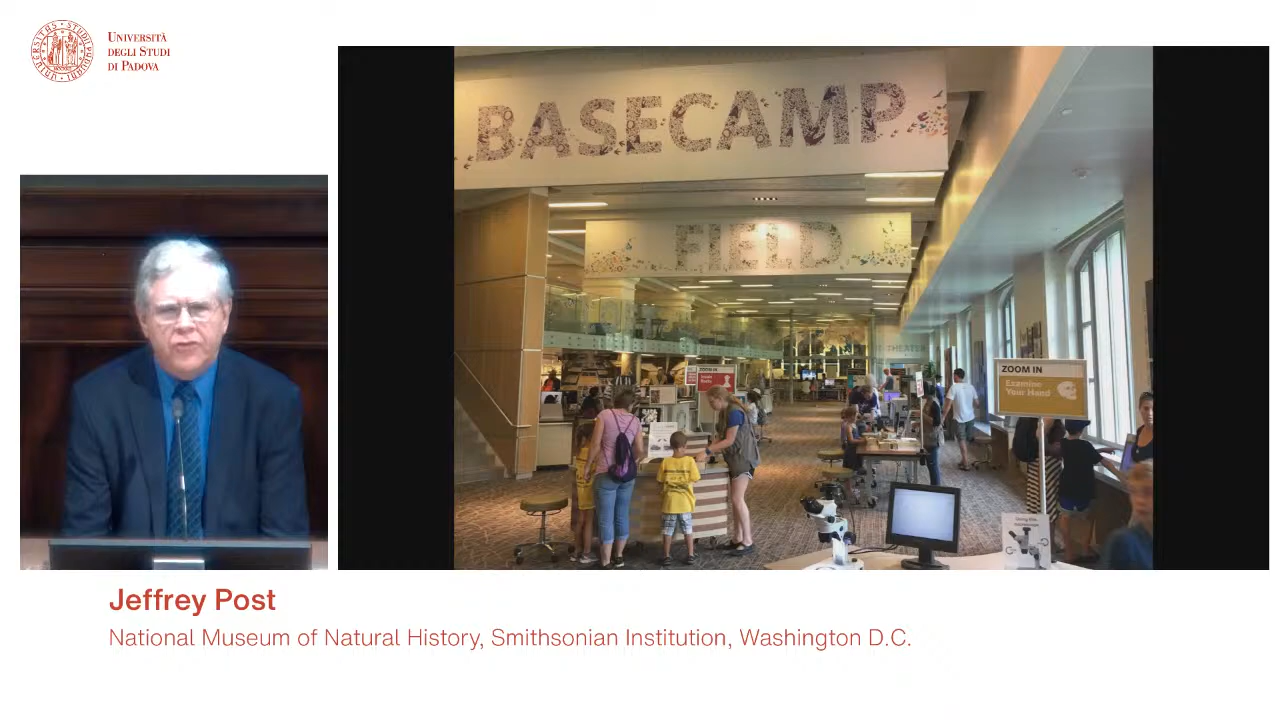 UNIVERSITÀ
DEGLI STUDI
DI PADOVA
BASECAMP
FIELD
THEATER
ZOOM IN
Examine
Your Hand
Jeffrey Post
National Museum of Natural History, Smithsonian Institution, Washington D.C.